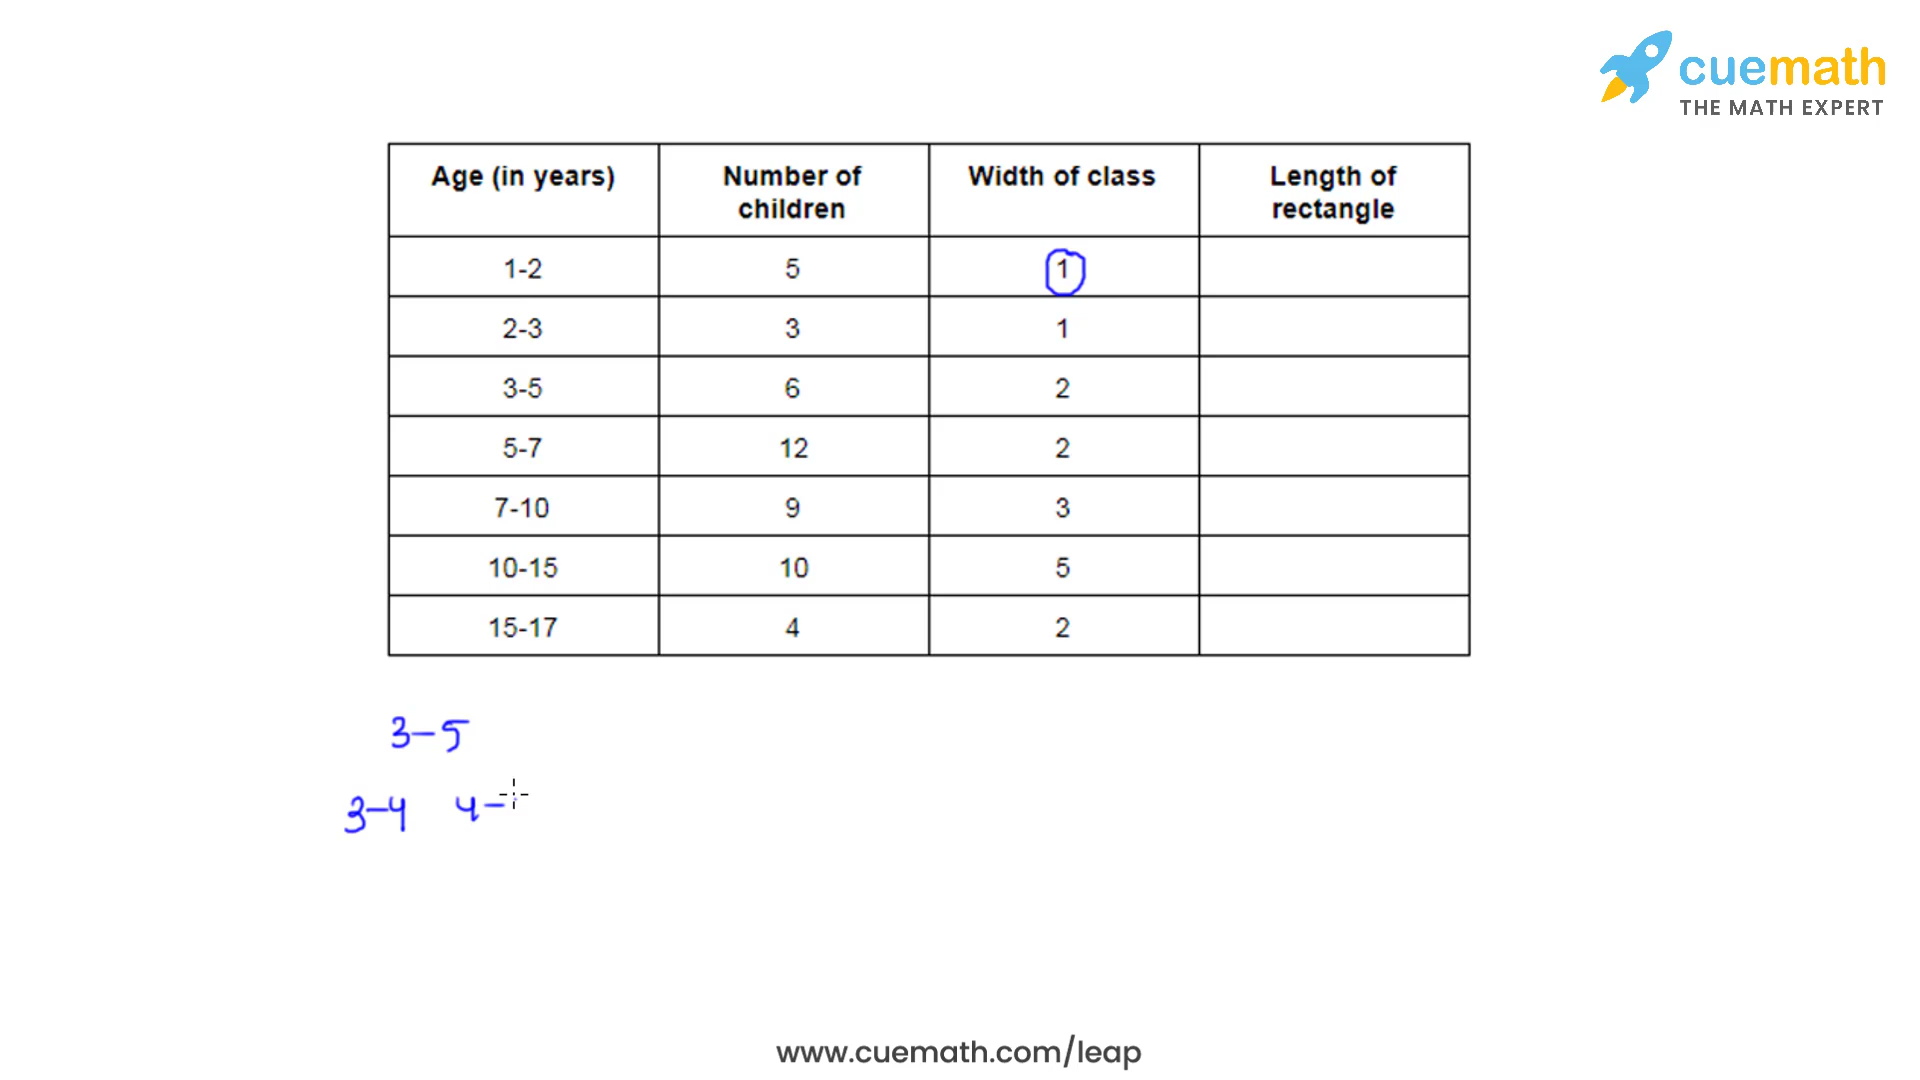 cuemath
THE MATH EXPERT
Age (in years) Number of children Width of class Length of rectangle
1-2 5 1
2-3 3 1
3-5 6 2
5-7 12 2
7-10 9 3
10-15 10 5
15-17 4 2
3-5
3-4 4-
www.cuemath.com/leap